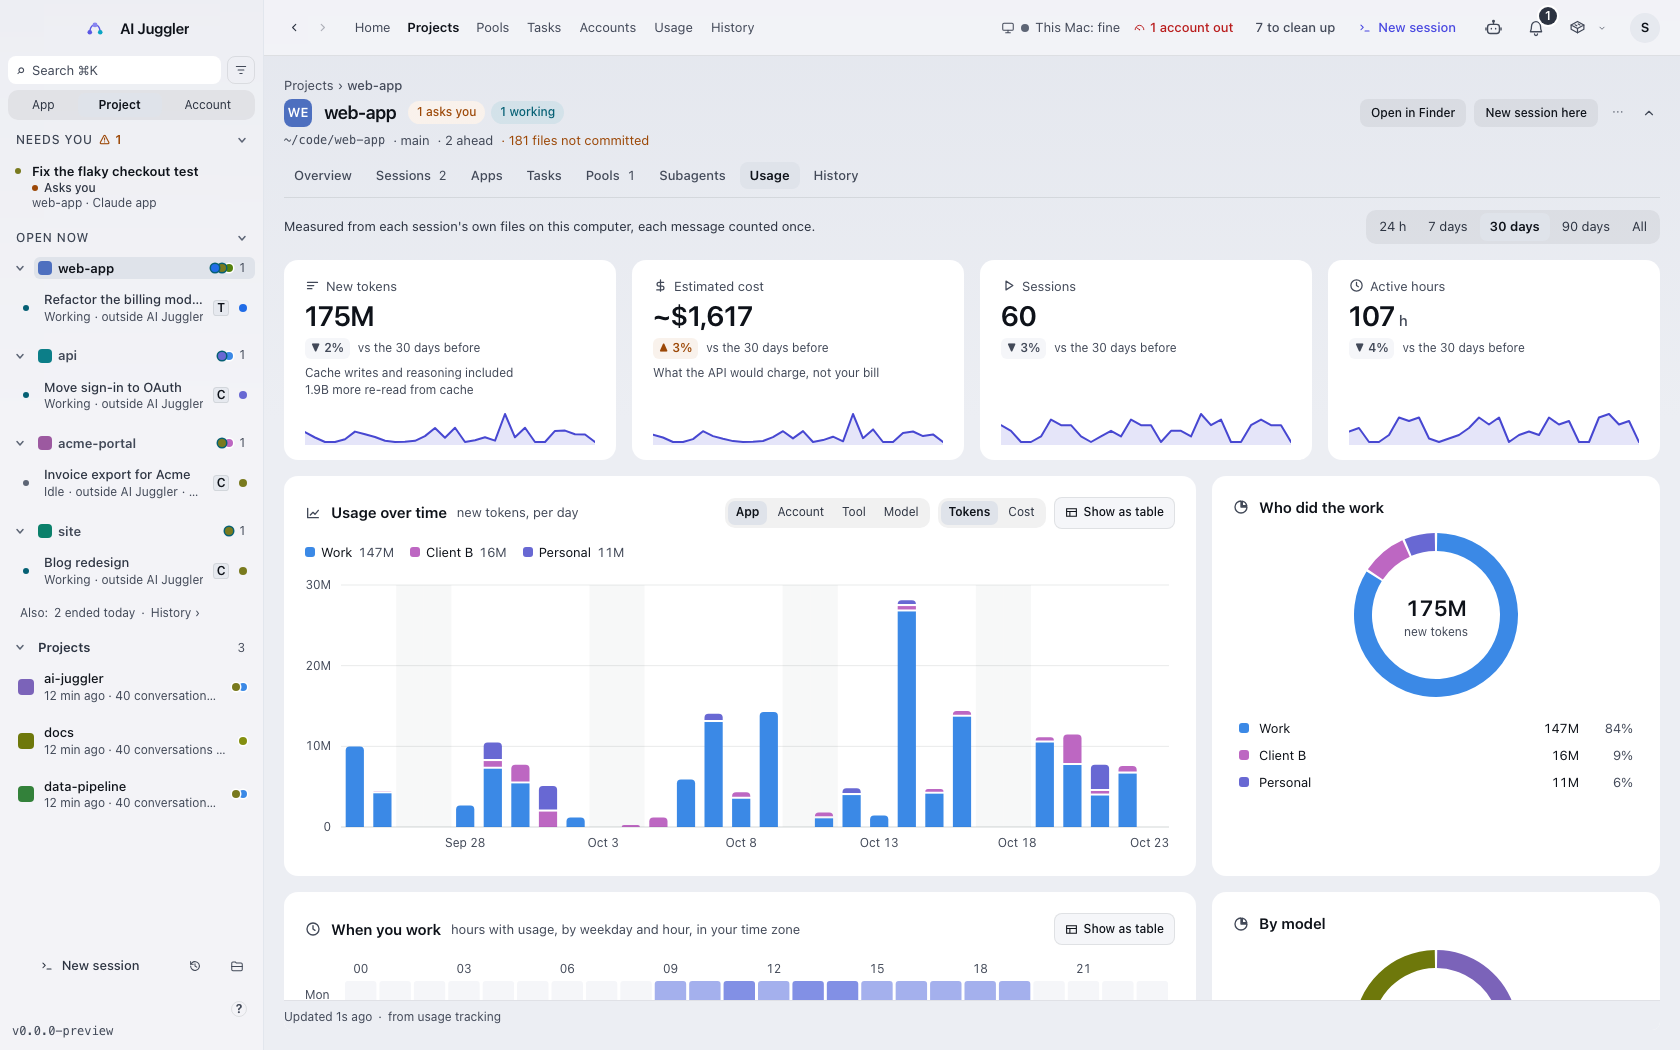 AI Juggler
Search ⌘K
App Project Account
NEEDS YOU 1
Fix the flaky checkout test
Asks you
web-app · Claude app
OPEN NOW
web-app 1
Refactor the billing mod... T
Working · outside AI Juggler
api 1
Move sign-in to OAuth C
Working · outside AI Juggler
acme-portal 1
Invoice export for Acme C
Idle · outside AI Juggler · ...
site 1
Blog redesign C
Working · outside AI Juggler
Also: 2 ended today · History ›
Projects 3
ai-juggler
12 min ago · 40 conversation...
docs
12 min ago · 40 conversations ...
data-pipeline
12 min ago · 40 conversation...
New session
?
v0.0.0-preview
Home Projects Pools Tasks Accounts Usage History
This Mac: fine 1 account out 7 to clean up New session 1 S
Projects › web-app
WE web-app 1 asks you 1 working
Open in Finder New session here ···
~/code/web-app · main · 2 ahead · 181 files not committed
Overview Sessions 2 Apps Tasks Pools 1 Subagents Usage History
Measured from each session's own files on this computer, each message counted once.
24 h 7 days 30 days 90 days All
New tokens
175M
▼ 2% vs the 30 days before
Cache writes and reasoning included
1.9B more re-read from cache
Estimated cost
~$1,617
▲ 3% vs the 30 days before
What the API would charge, not your bill
Sessions
60
▼ 3% vs the 30 days before
Active hours
107 h
▼ 4% vs the 30 days before
Usage over time new tokens, per day
App Account Tool Model Tokens Cost Show as table
Work 147M Client B 16M Personal 11M
30M
20M
10M
0
Sep 28 Oct 3 Oct 8 Oct 13 Oct 18 Oct 23
Who did the work
175M
new tokens
Work 147M 84%
Client B 16M 9%
Personal 11M 6%
When you work hours with usage, by weekday and hour, in your time zone
Show as table
00 03 06 09 12 15 18 21
Mon
By model
Updated 1s ago · from usage tracking